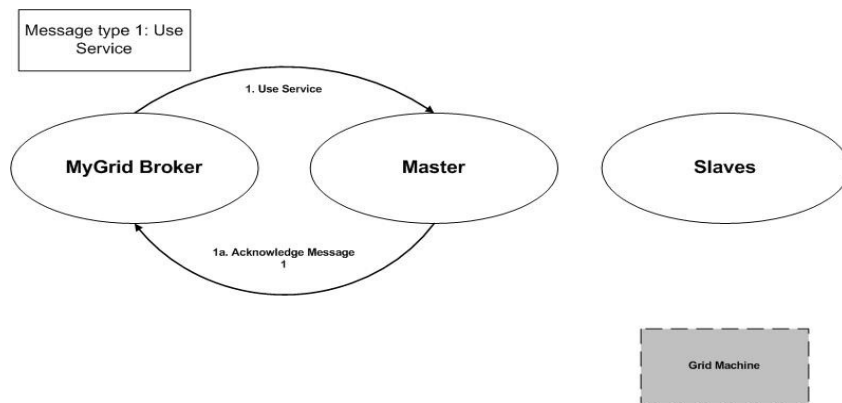 Message type 1: Use
Service
1. Use Service
MyGrid Broker
Master
Slaves
1a. Acknowledge Message
1
Grid Machine